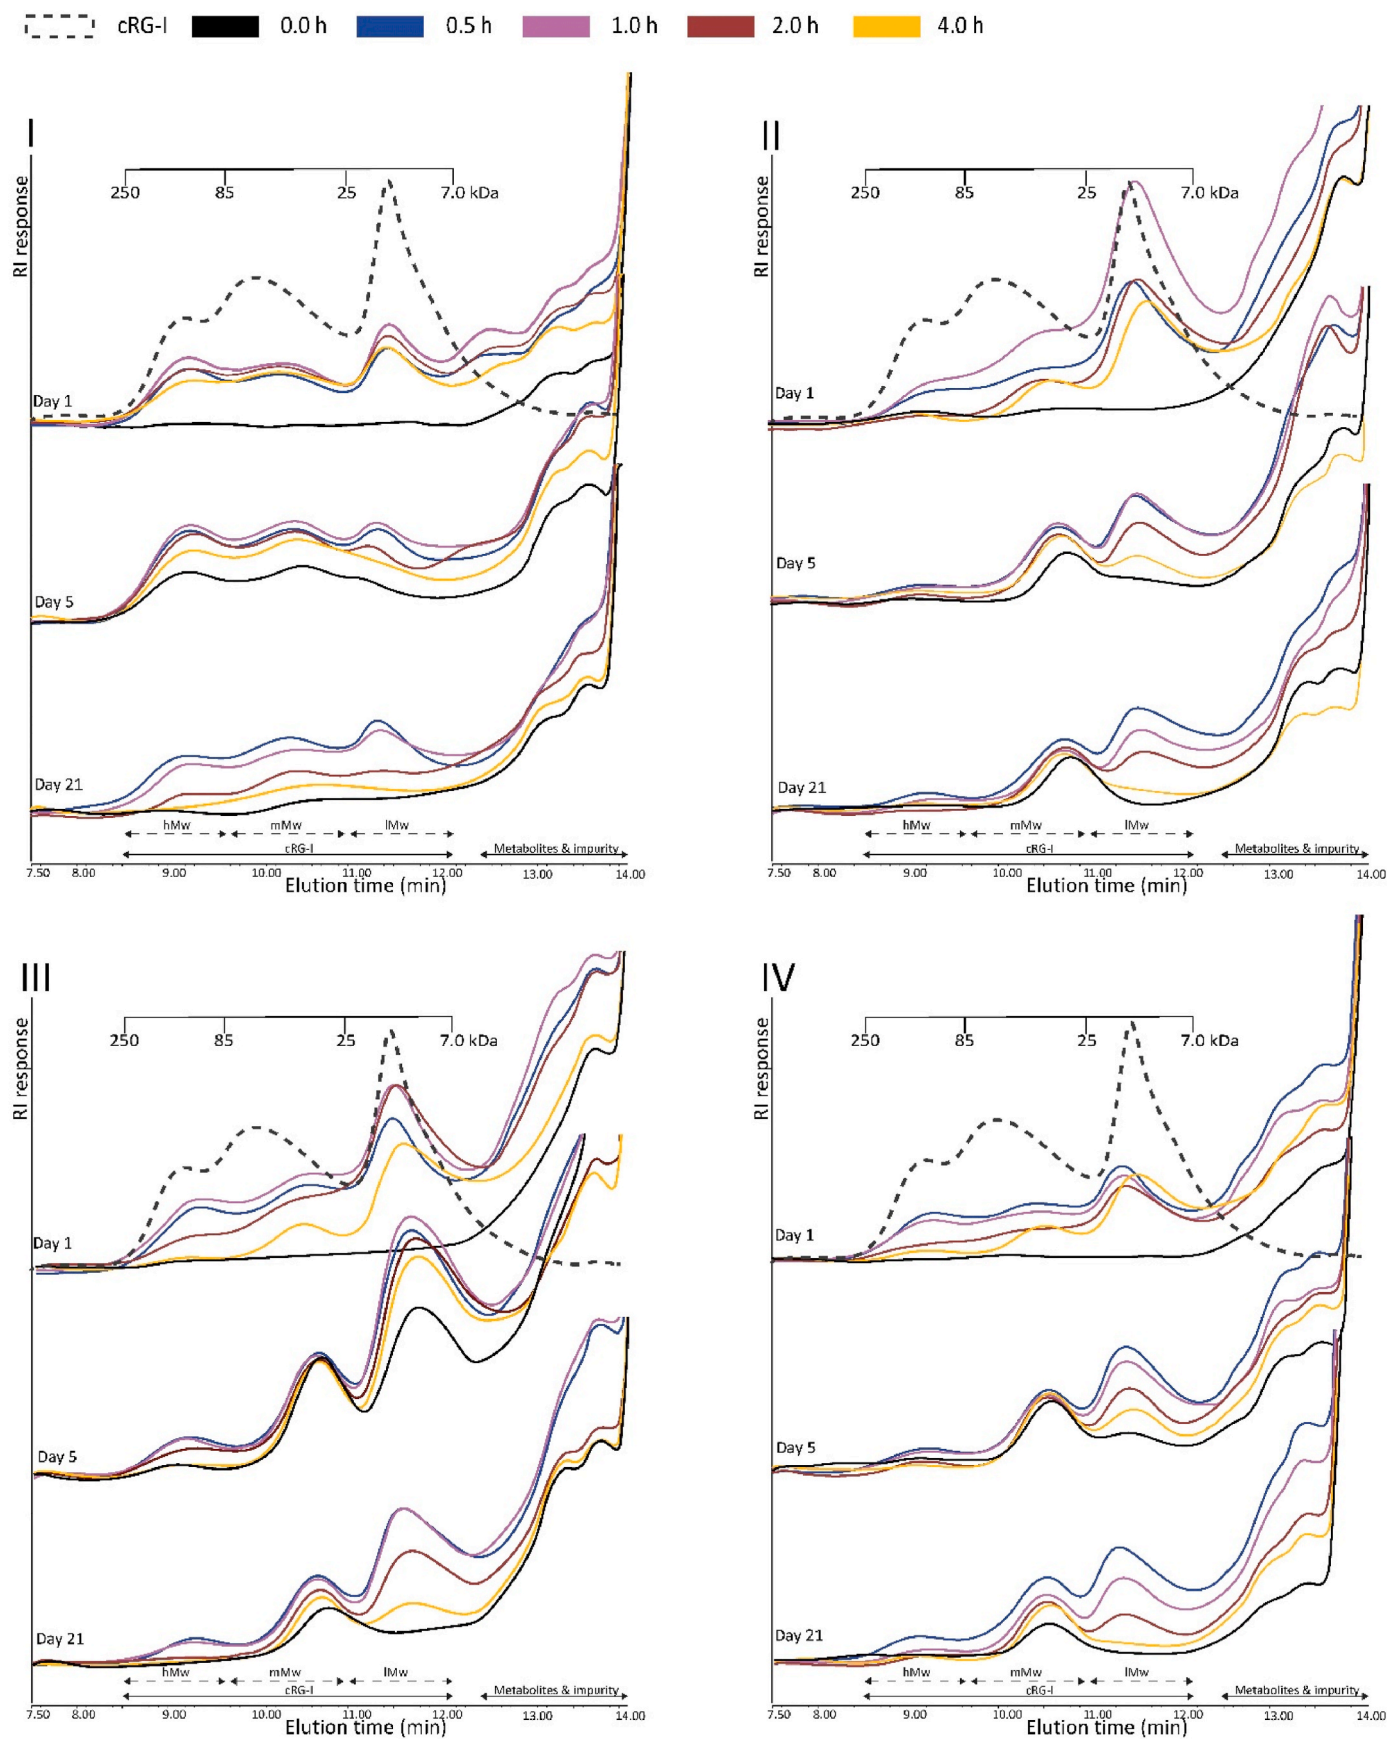 cRG-I 0.0 h 0.5 h 1.0 h 2.0 h 4.0 h
I
RI response
250 85 25 7.0 kDa
Day 1
Day 5
Day 21
hMw mMw lMw
cRG-I Metabolites & impurity
7.50 8.00 9.00 10.00 11.00 12.00 13.00 14.00
Elution time (min)
II
RI response
250 85 25 7.0 kDa
Day 1
Day 5
Day 21
hMw mMw lMw
cRG-I Metabolites & impurity
7.50 8.00 9.00 10.00 11.00 12.00 13.00 14.00
Elution time (min)
III
RI response
250 85 25 7.0 kDa
Day 1
Day 5
Day 21
hMw mMw lMw
cRG-I Metabolites & impurity
7.50 8.00 9.00 10.00 11.00 12.00 13.00 14.00
Elution time (min)
IV
RI response
250 85 25 7.0 kDa
Day 1
Day 5
Day 21
hMw mMw lMw
cRG-I Metabolites & impurity
7.50 8.00 9.00 10.00 11.00 12.00 13.00 14.00
Elution time (min)